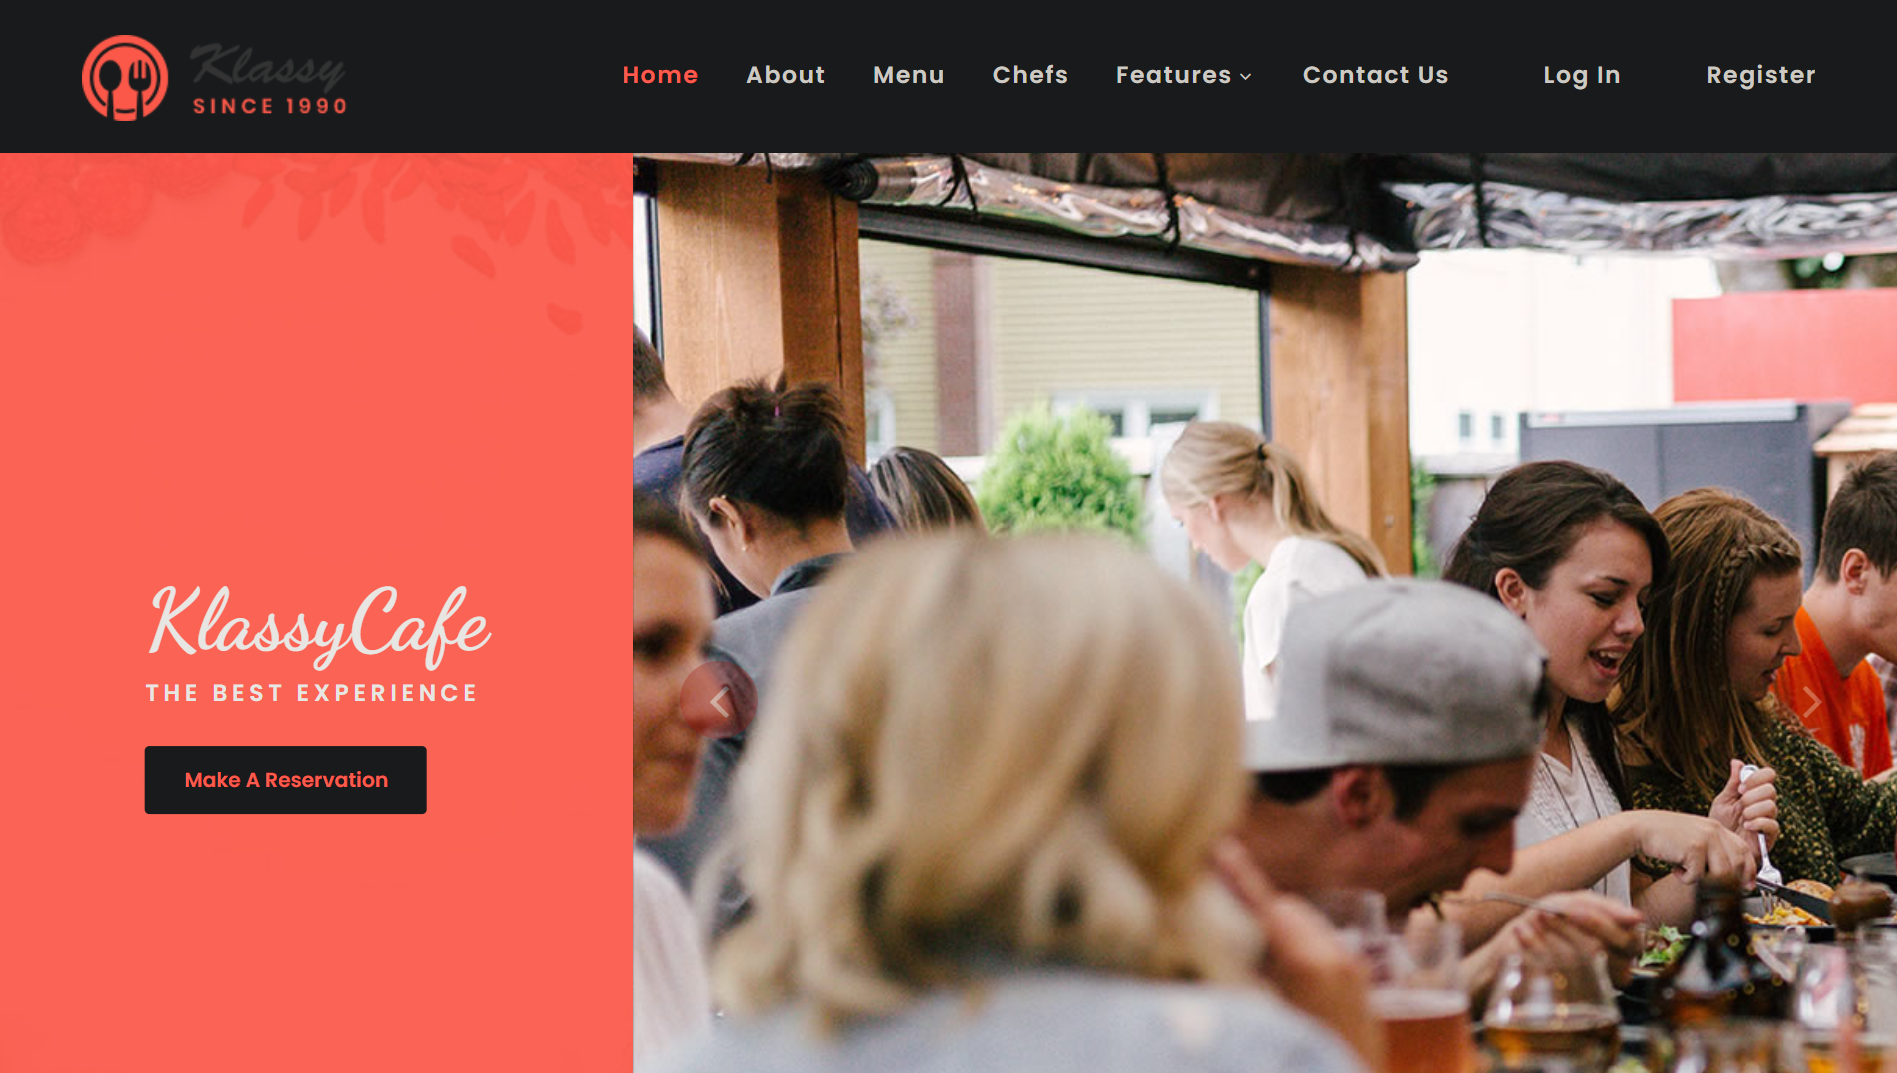 Klassy
SINCE 1990
Home About Menu Chefs Features Contact Us Log In Register
KlassyCafe
THE BEST EXPERIENCE
Make A Reservation